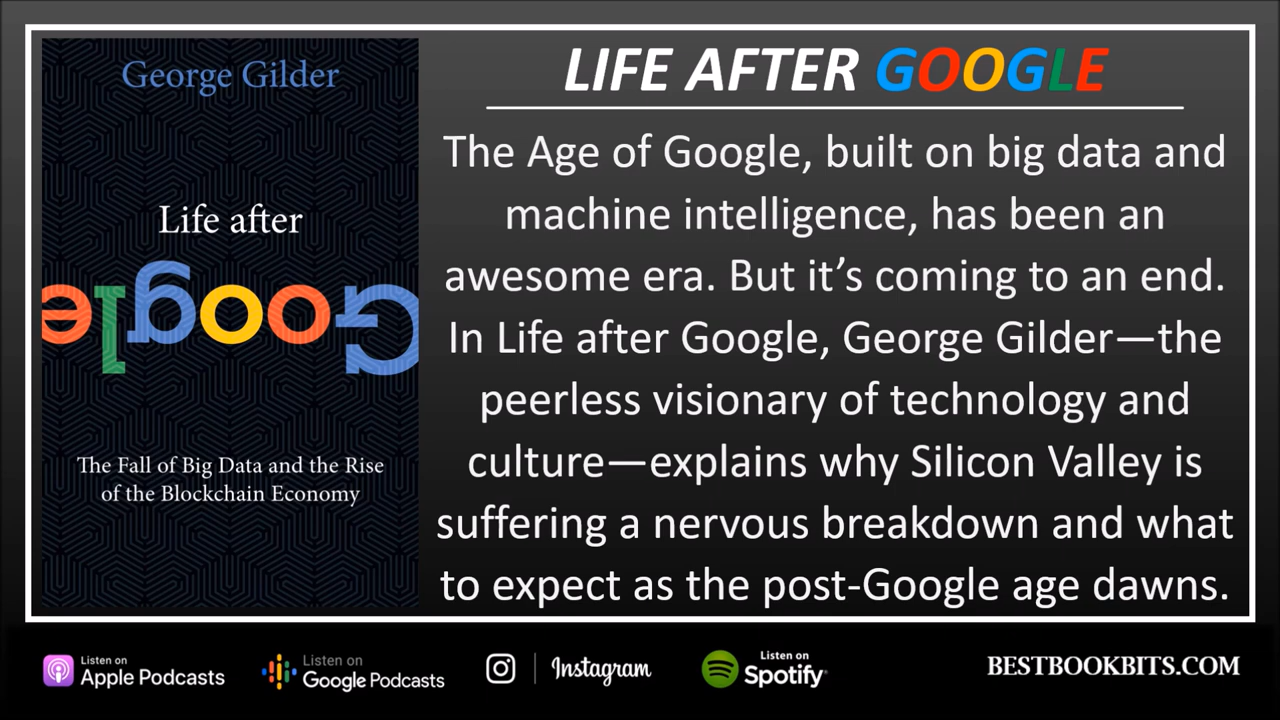 George Gilder
Life after
Google
The Fall of Big Data and the Rise
of the Blockchain Economy
LIFE AFTER GOOGLE
The Age of Google, built on big data and
machine intelligence, has been an
awesome era. But it’s coming to an end.
In Life after Google, George Gilder—the
peerless visionary of technology and
culture—explains why Silicon Valley is
suffering a nervous breakdown and what
to expect as the post-Google age dawns.
Listen on
Apple Podcasts
Listen on
Google Podcasts
Instagram
Listen on
Spotify
BESTBOOKBITS.COM